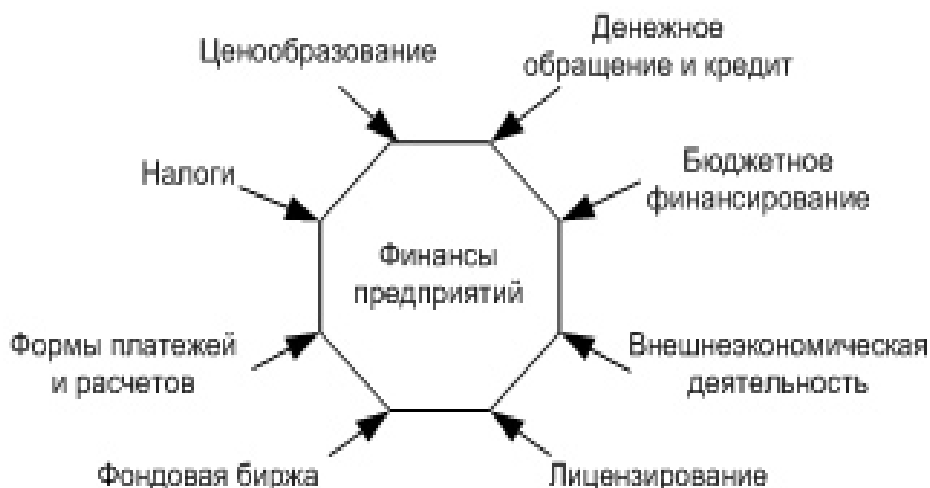 Ценообразование
Денежное
обращение и кредит
Налоги
Бюджетное
финансирование
Финансы
предприятий
Формы платежей
и расчетов
Внешнеэкономическая
деятельность
Фондовая биржа
Лицензирование